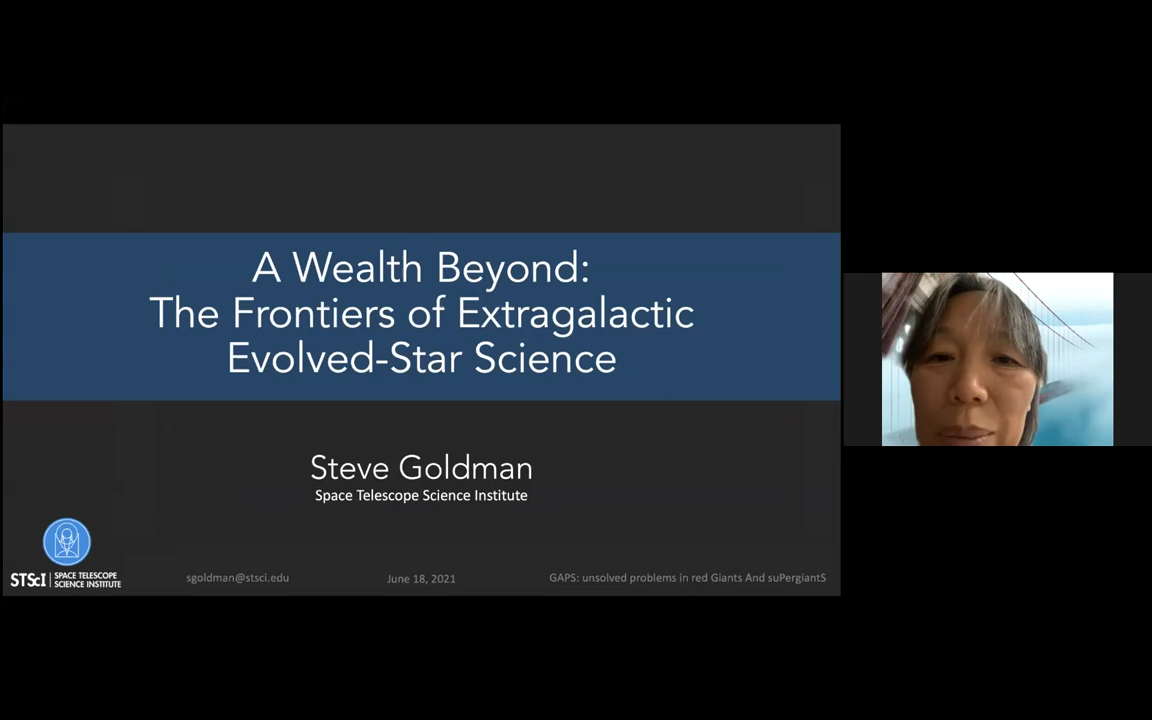 A Wealth Beyond:
The Frontiers of Extragalactic
Evolved-Star Science
Steve Goldman
Space Telescope Science Institute
STScI | SPACE TELESCOPE
SCIENCE INSTITUTE
sgoldman@stsci.edu
June 18, 2021
GAPS: unsolved problems in red Giants And suPergiantS